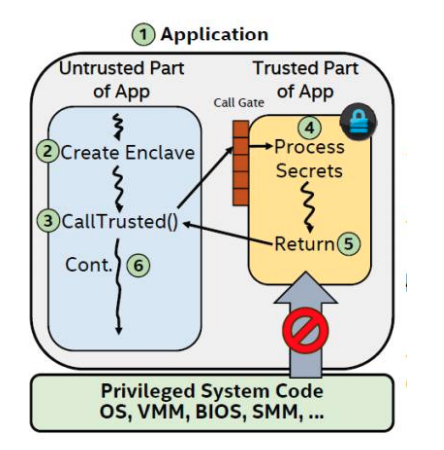 1 Application
Untrusted Part
of App
Trusted Part
of App
Call Gate
2 Create Enclave
3 CallTrusted()
Cont. 6
4
Process
Secrets
Return 5
Privileged System Code
OS, VMM, BIOS, SMM, ...